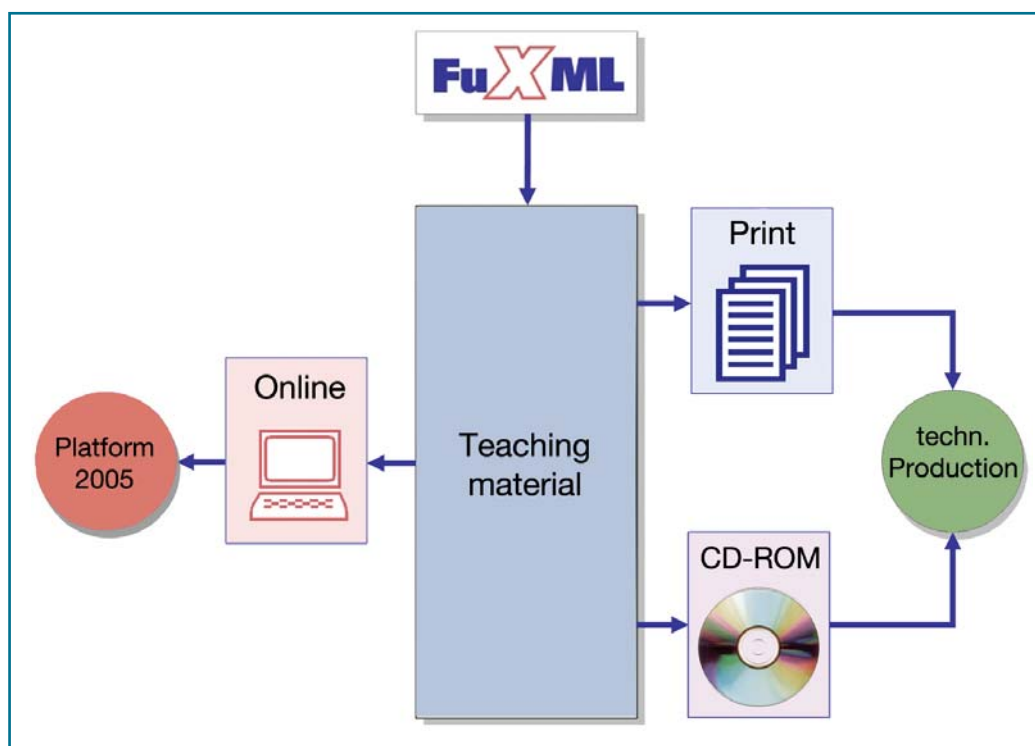 FuXML
Print
Online
Platform
2005
Teaching
material
techn.
Production
CD-ROM